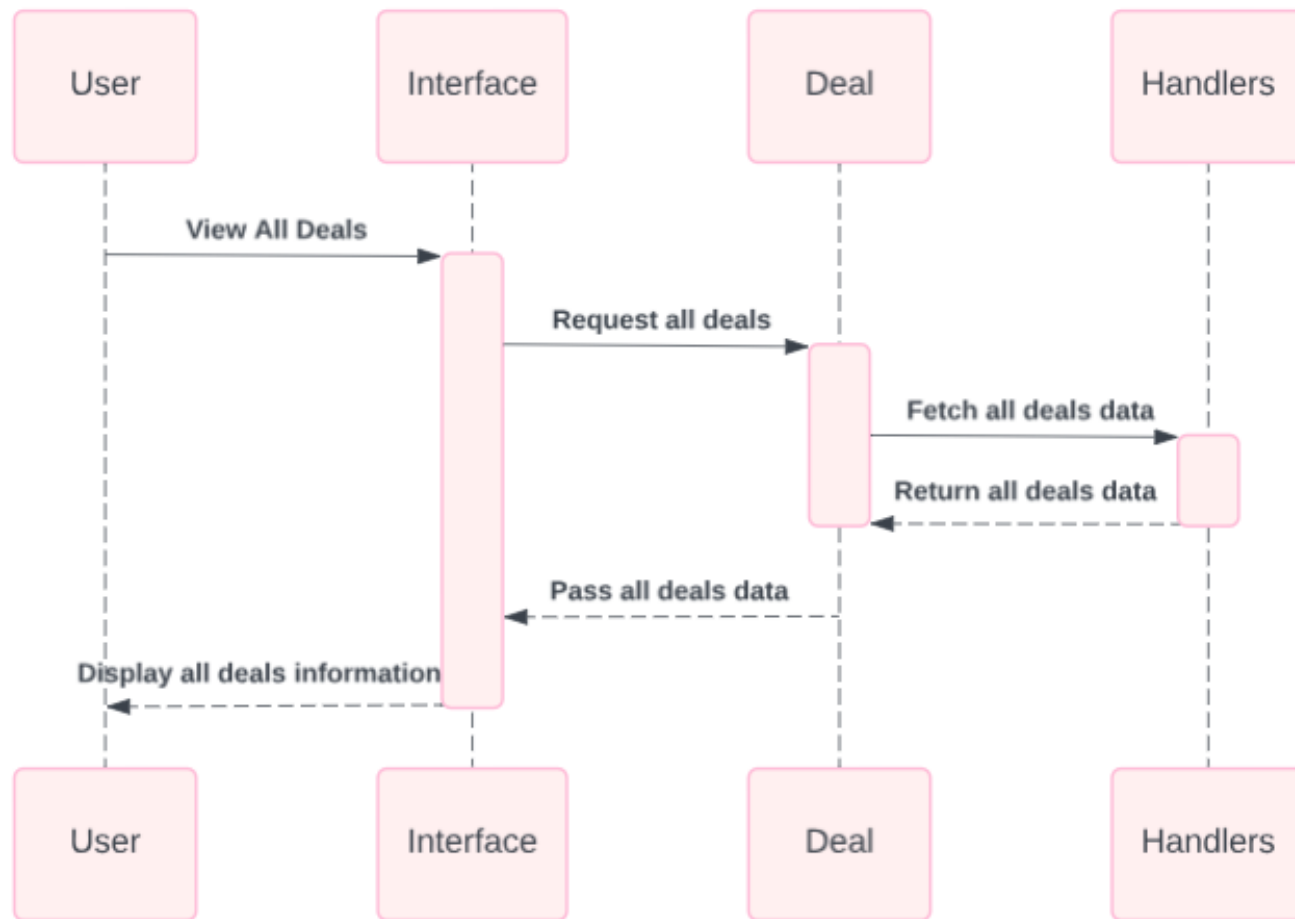 User
Interface
Deal
Handlers
View All Deals
Request all deals
Fetch all deals data
Return all deals data
Pass all deals data
Display all deals information
User
Interface
Deal
Handlers